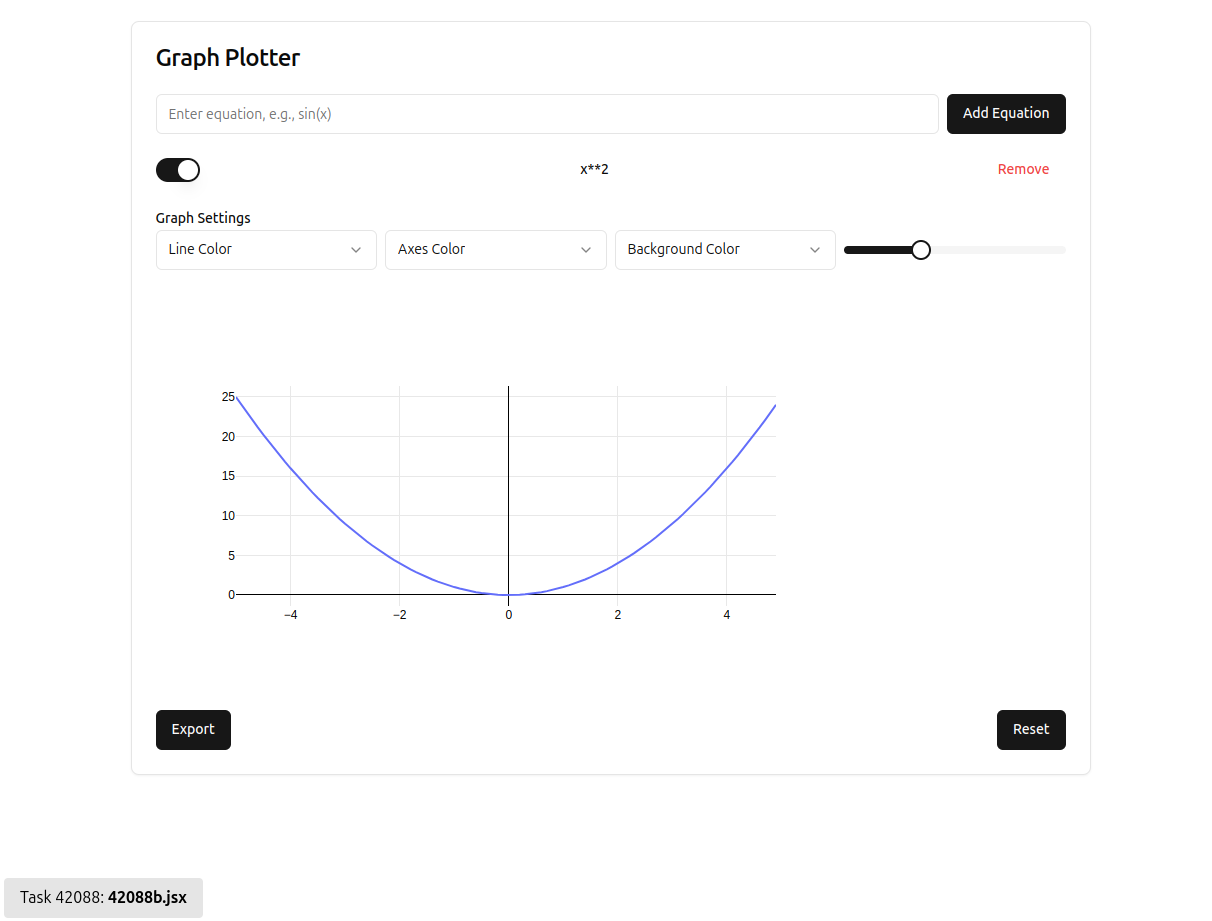 Graph Plotter
Enter equation, e.g., sin(x)
Add Equation
x**2
Remove
Graph Settings
Line Color
Axes Color
Background Color
25
20
15
10
5
0
−4
−2
0
2
4
Export
Reset
Task 42088: 42088b.jsx